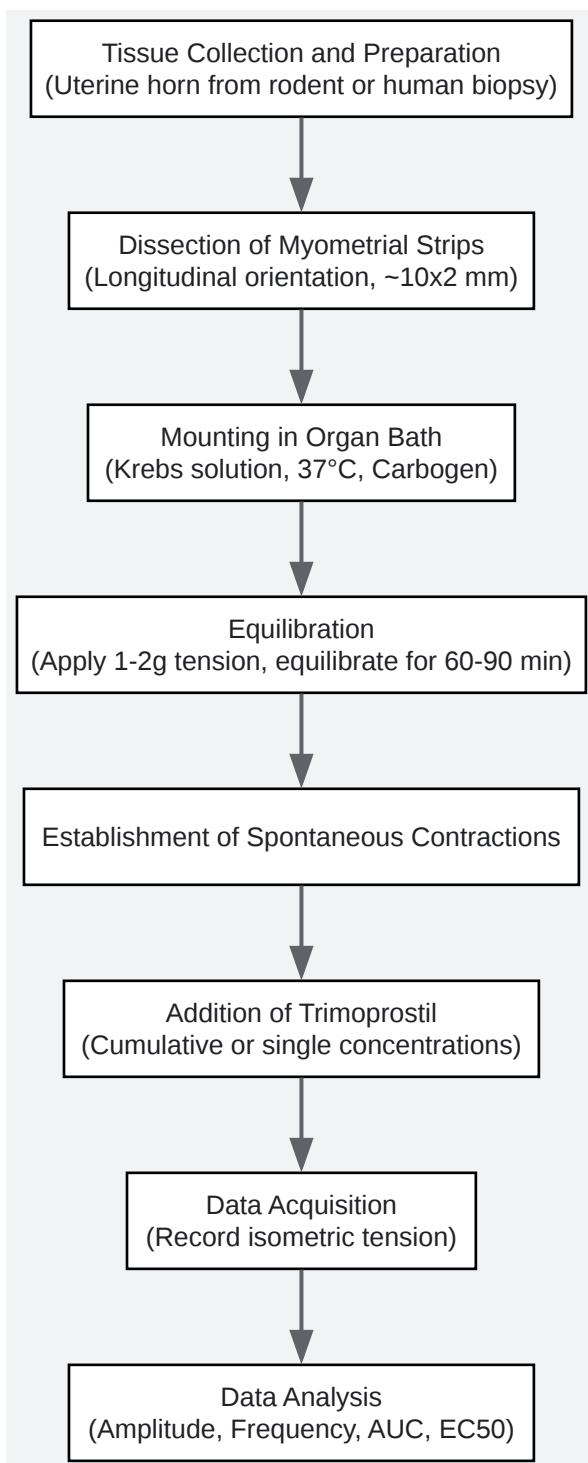 Tissue Collection and Preparation
(Uterine horn from rodent or human biopsy)
Dissection of Myometrial Strips
(Longitudinal orientation, ~10x2 mm)
Mounting in Organ Bath
(Krebs solution, 37°C, Carbogen)
Equilibration
(Apply 1-2g tension, equilibrate for 60-90 min)
Establishment of Spontaneous Contractions
Addition of Trimoprostil
(Cumulative or single concentrations)
Data Acquisition
(Record isometric tension)
Data Analysis
(Amplitude, Frequency, AUC, EC50)